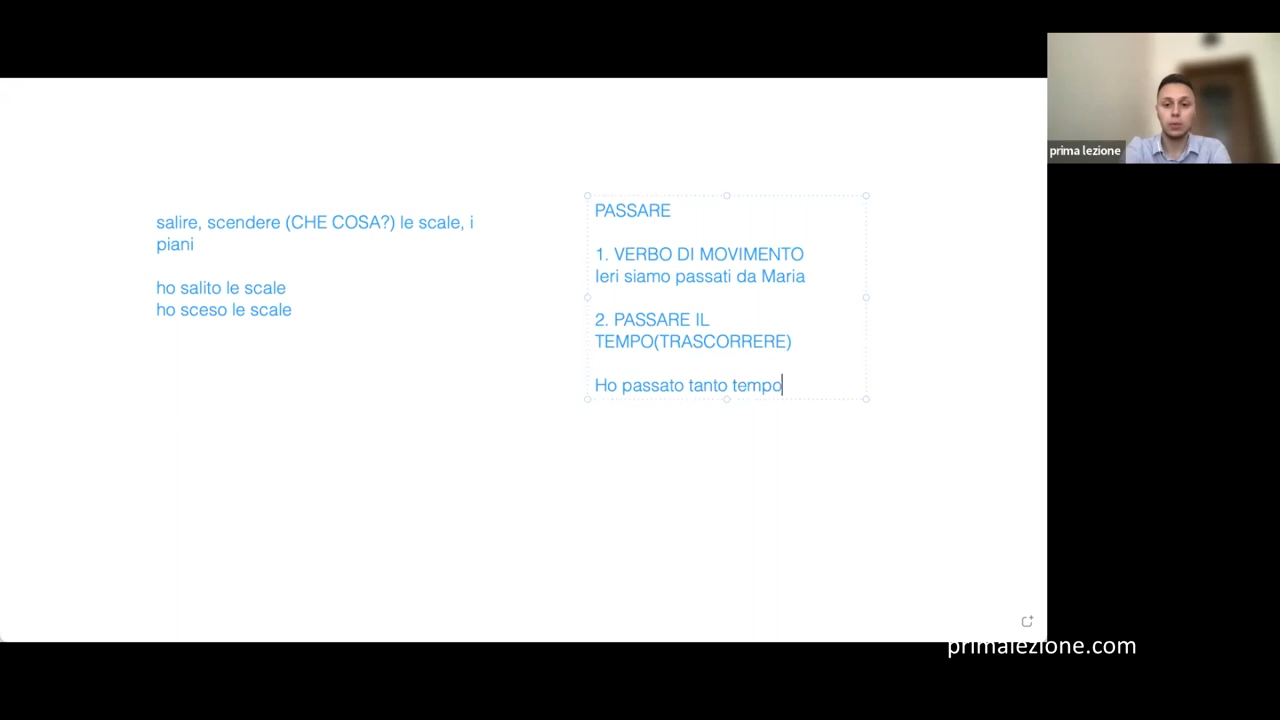 prima lezione
salire, scendere (CHE COSA?) le scale, i
piani
ho salito le scale
ho sceso le scale
PASSARE
1. VERBO DI MOVIMENTO
Ieri siamo passati da Maria
2. PASSARE IL
TEMPO(TRASCORRERE)
Ho passato tanto tempo
primalezione.com